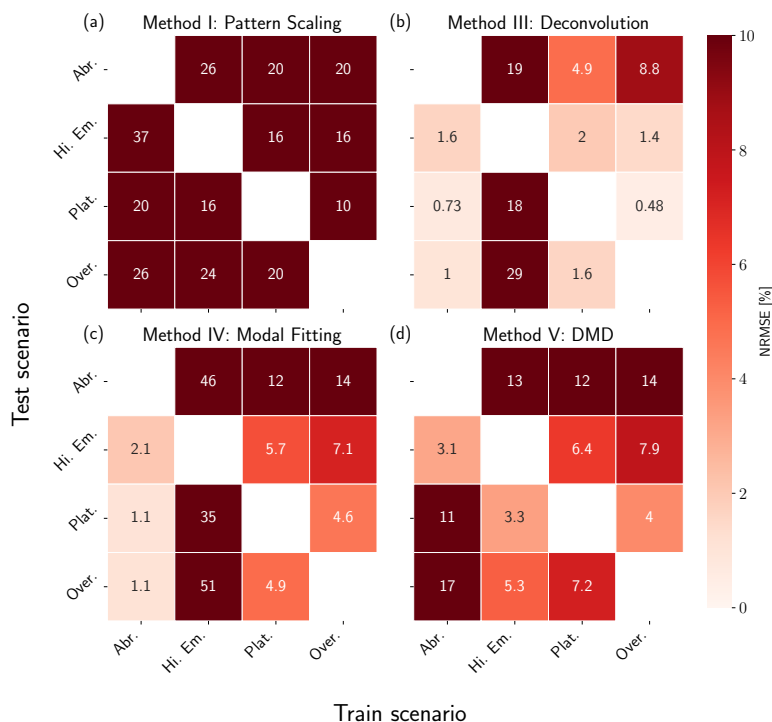 (a) Method I: Pattern Scaling
(b) Method III: Deconvolution
Abr. 26 20 20
19 4.9 8.8
Hi. Em. 37 16 16
1.6 2 1.4
Plat. 20 16 10
0.73 18 0.48
Over. 26 24 20
1 29 1.6
(c) Method IV: Modal Fitting
(d) Method V: DMD
Abr. 46 12 14
13 12 14
Hi. Em. 2.1 5.7 7.1
3.1 6.4 7.9
Plat. 1.1 35 4.6
11 3.3 4
Over. 1.1 51 4.9
17 5.3 7.2
Abr. Hi. Em. Plat. Over.
Abr. Hi. Em. Plat. Over.
Test scenario
Train scenario
10
8
6
4
2
0
NRMSE [%]